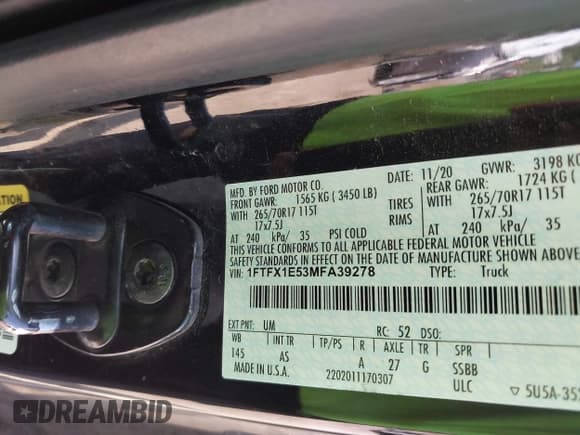 ATION
MFD. BY FORD MOTOR CO.
DATE: 11/20 GVWR: 3198 KG
FRONT GAWR: 1565 KG ( 3450 LB) REAR GAWR: 1724 KG (
WITH 265/70R17 115T TIRES WITH 265/70R17 115T
17x7.5J RIMS 17x7.5J
AT 240 kPa/ 35 PSI COLD AT 240 kPa/ 35
THIS VEHICLE CONFORMS TO ALL APPLICABLE FEDERAL MOTOR VEHICLE
SAFETY STANDARDS IN EFFECT ON THE DATE OF MANUFACTURE SHOWN ABOVE
VIN: 1FTFX1E53MFA39278 TYPE: Truck
EXT PNT: UM RC: 52 DSO:
WB INT TR TP/PS R AXLE TR SPR
145 AS A 27 G SSBB
MADE IN U.S.A. 2202011170307 ULC
5U5A-35
AUTOBIDMASTER